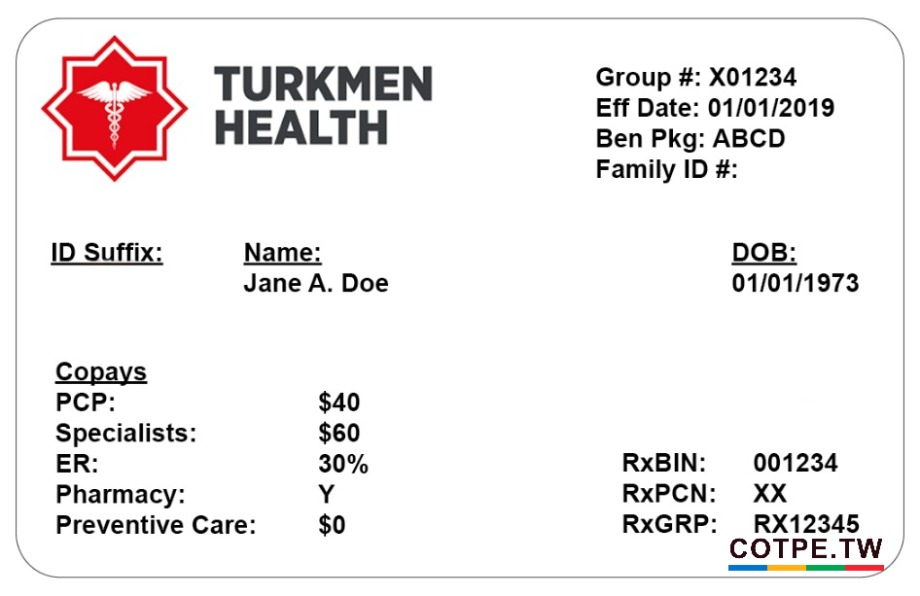 TURKMEN
HEALTH
Group #: X01234
Eff Date: 01/01/2019
Ben Pkg: ABCD
Family ID #:
ID Suffix: Name: DOB:
Jane A. Doe 01/01/1973
Copays
PCP: $40
Specialists: $60
ER: 30%
Pharmacy: Y
Preventive Care: $0
RxBIN: 001234
RxPCN: XX
RxGRP: RX12345
COTPE.TW